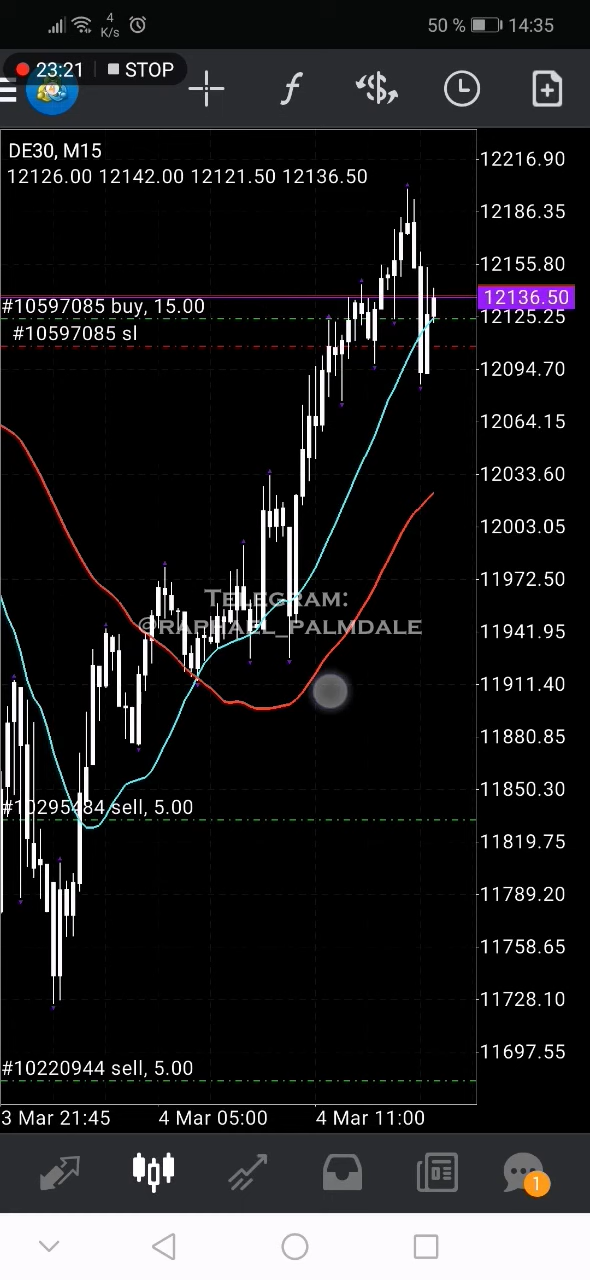 4
K/s
50 % 14:35
23:21 STOP
DE30, M15
12126.00 12142.00 12121.50 12136.50
12216.90
12186.35
12155.80
12136.50
#10597085 buy, 15.00
12125.25
#10597085 sl
12094.70
12064.15
12033.60
12003.05
11972.50
TELEGRAM:
@RAPHAEL_PALMDALE
11941.95
11911.40
11880.85
11850.30
#10295484 sell, 5.00
11819.75
11789.20
11758.65
11728.10
11697.55
#10220944 sell, 5.00
3 Mar 21:45 4 Mar 05:00 4 Mar 11:00
1